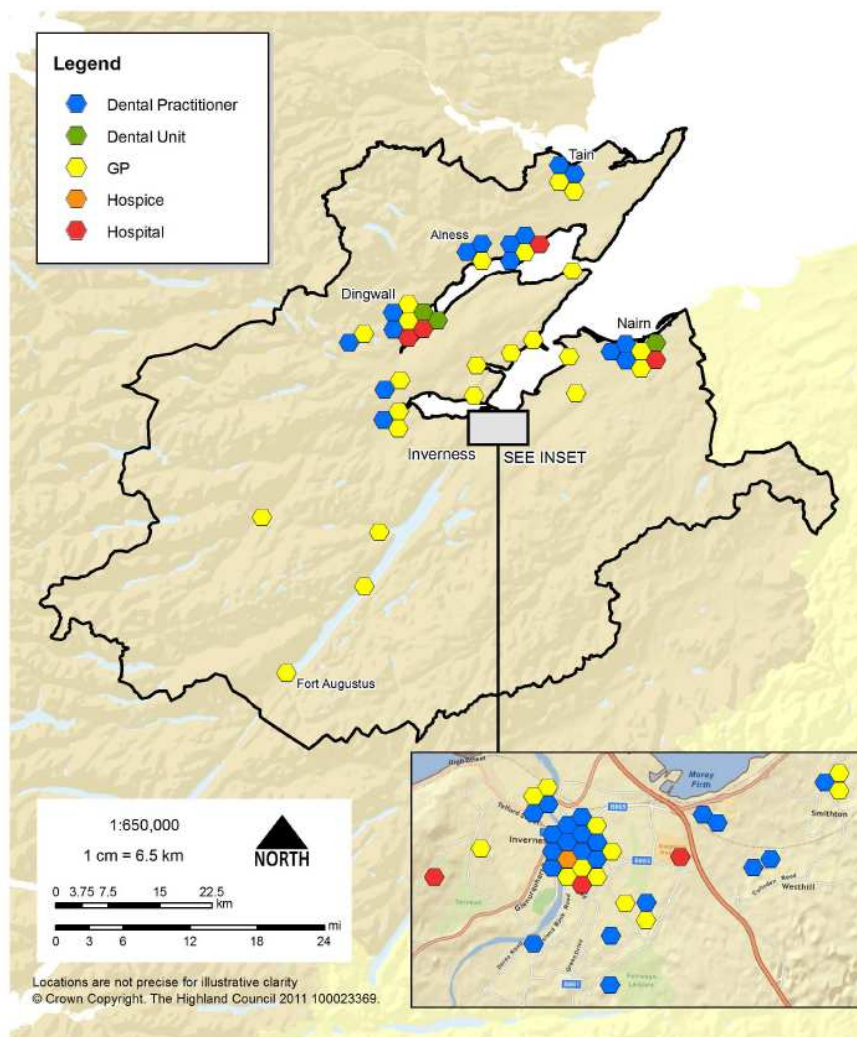 Legend
Dental Practitioner
Dental Unit
GP
Hospice
Hospital
Tain
Alness
Dingwall
Nairn
Inverness
SEE INSET
Fort Augustus
1:650,000
1 cm = 6.5 km
NORTH
0 3.75 7.5 15 22.5
km
mi
0 3 6 12 18 24
Locations are not precise for illustrative clarity
© Crown Copyright. The Highland Council 2011 100023369.
Moray
Firth
Smithton
Westhill
Culloden Road